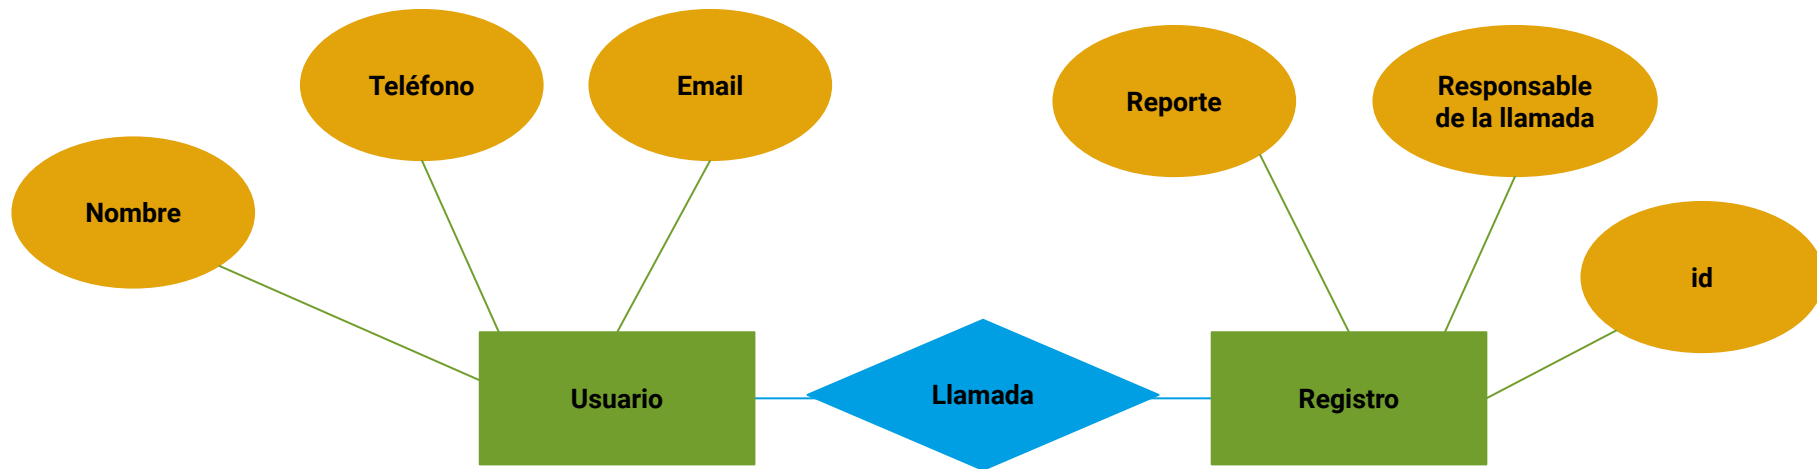 Teléfono
Email
Reporte
Responsable
de la llamada
Nombre
id
Usuario
Llamada
Registro